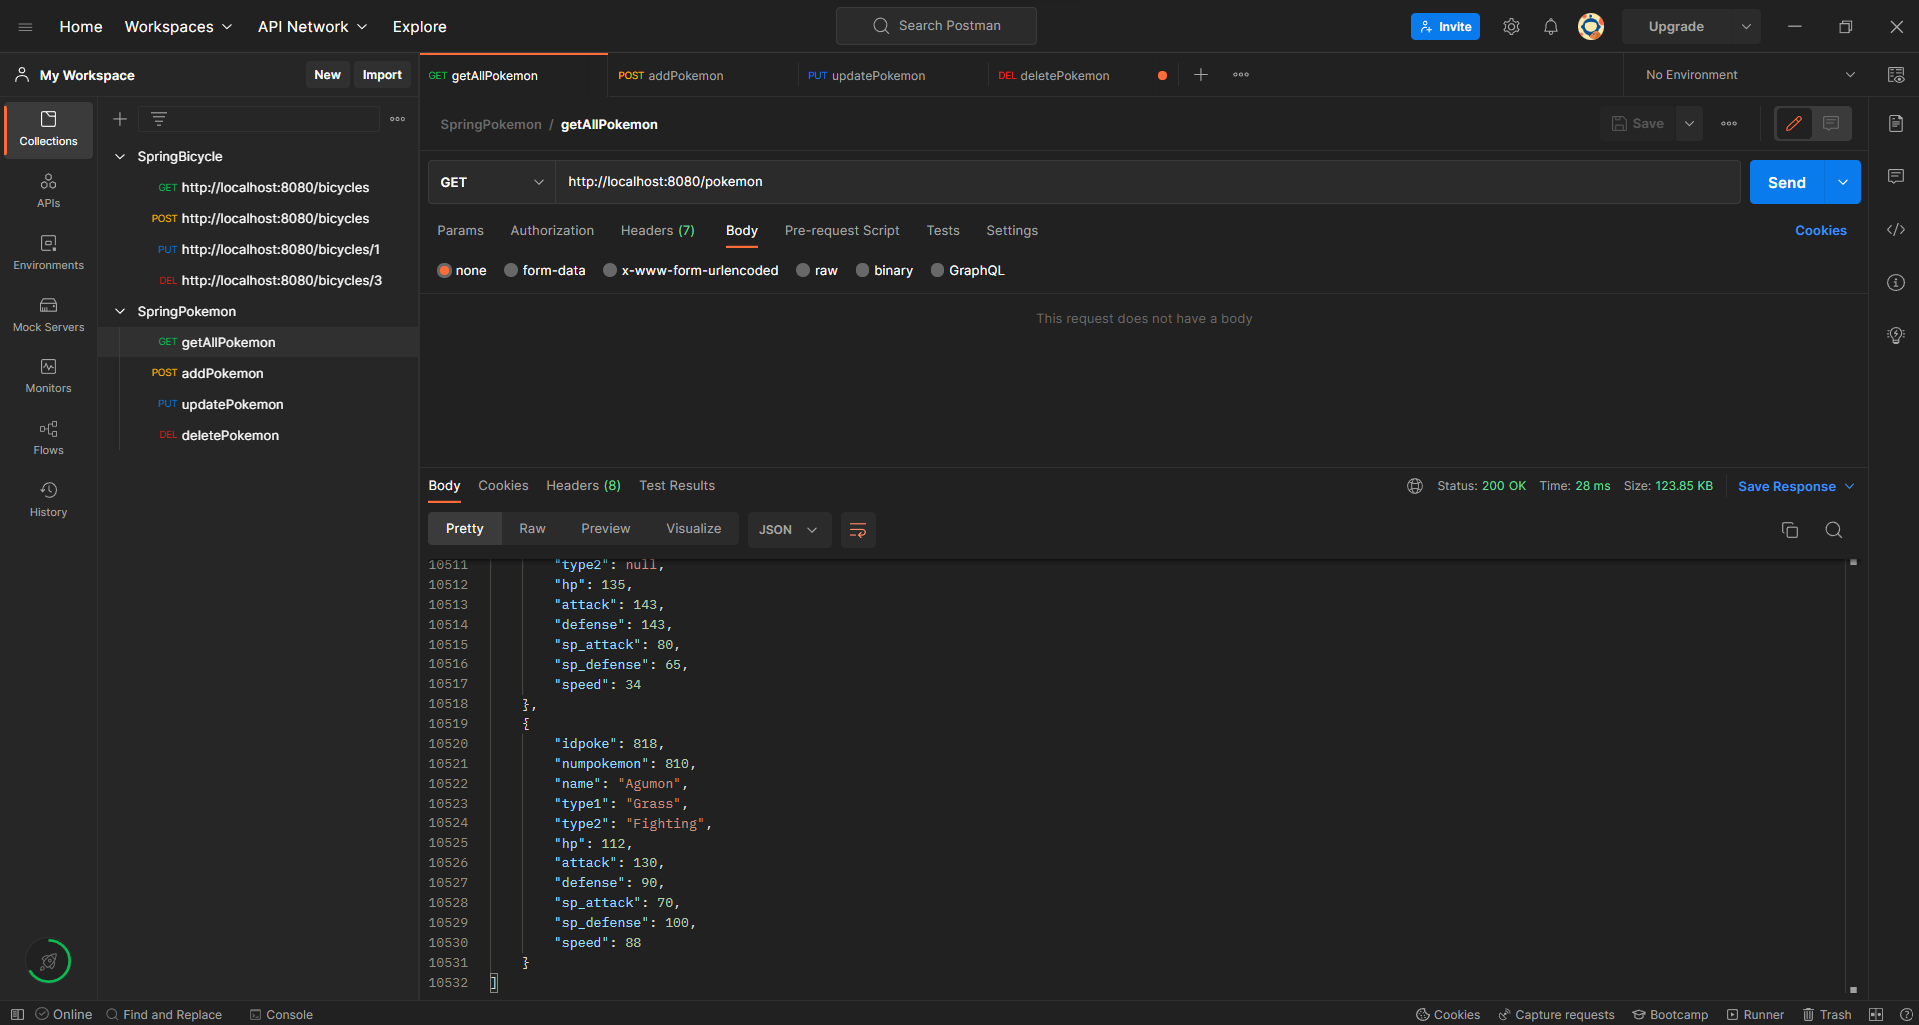 Home Workspaces API Network Explore Search Postman Invite Upgrade
My Workspace New Import GET getAllPokemon POST addPokemon PUT updatePokemon DEL deletePokemon No Environment
Collections
APIs
Environments
Mock Servers
Monitors
Flows
History
SpringBicycle
GET http://localhost:8080/bicycles
POST http://localhost:8080/bicycles
PUT http://localhost:8080/bicycles/1
DEL http://localhost:8080/bicycles/3
SpringPokemon
GET getAllPokemon
POST addPokemon
PUT updatePokemon
DEL deletePokemon
SpringPokemon / getAllPokemon Save
GET http://localhost:8080/pokemon Send
Params Authorization Headers (7) Body Pre-request Script Tests Settings Cookies
none form-data x-www-form-urlencoded raw binary GraphQL
This request does not have a body
Body Cookies Headers (8) Test Results Status: 200 OK Time: 28 ms Size: 123.85 KB Save Response
Pretty Raw Preview Visualize JSON
10511 "type2": null,
10512 "hp": 135,
10513 "attack": 143,
10514 "defense": 143,
10515 "sp_attack": 80,
10516 "sp_defense": 65,
10517 "speed": 34
10518 },
10519 {
10520 "idpoke": 818,
10521 "numpokemon": 810,
10522 "name": "Agumon",
10523 "type1": "Grass",
10524 "type2": "Fighting",
10525 "hp": 112,
10526 "attack": 130,
10527 "defense": 90,
10528 "sp_attack": 70,
10529 "sp_defense": 100,
10530 "speed": 88
10531 }
10532 ]
Online Find and Replace Console Cookies Capture requests Bootcamp Runner Trash